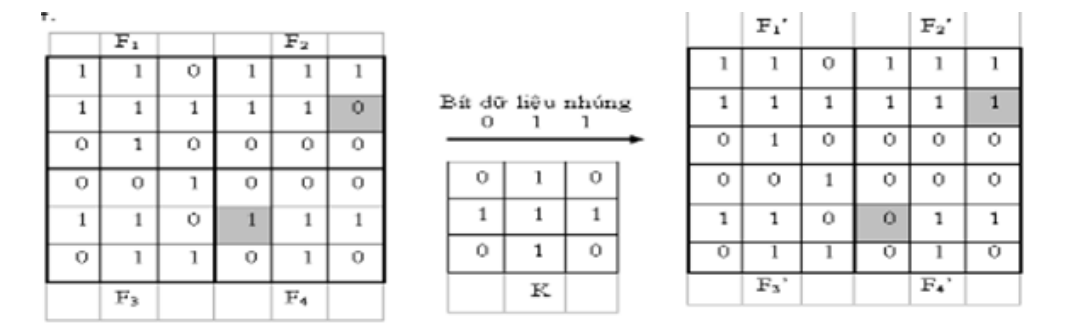 F₁ F₂
1 1 0 1 1 1
1 1 1 1 1 0
0 1 0 0 0 0
0 0 1 0 0 0
1 1 0 1 1 1
0 1 1 0 1 0
F₃ F₄
Bít dữ liệu nhúng
0 1 1
0 1 0
1 1 1
0 1 0
K
F₁' F₂'
1 1 0 1 1 1
1 1 1 1 1 1
0 1 0 0 0 0
0 0 1 0 0 0
1 1 0 0 1 1
0 1 1 0 1 0
F₃' F₄'